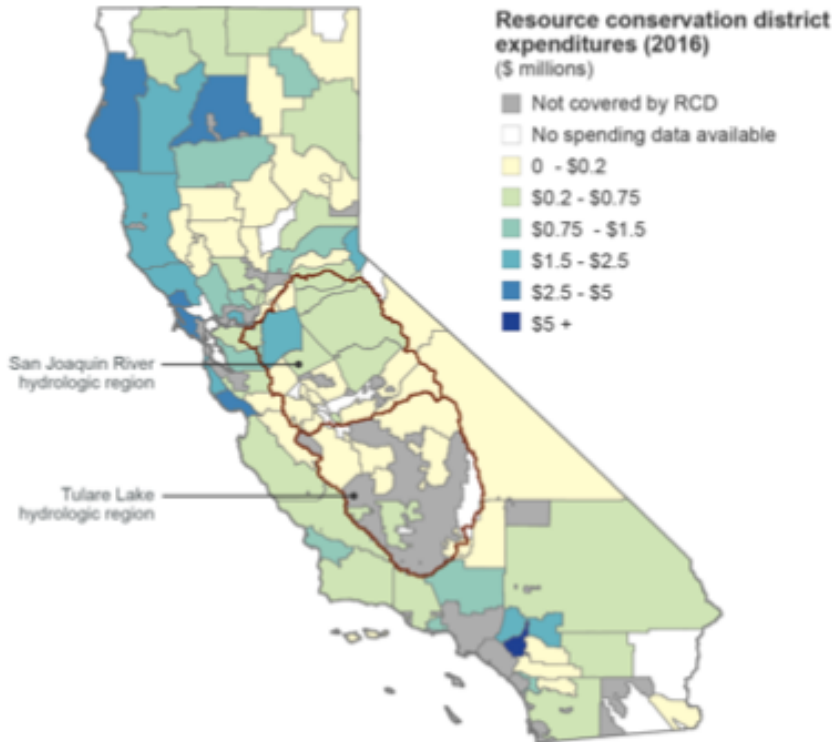 Resource conservation district
expenditures (2016)
($ millions)
Not covered by RCD
No spending data available
0 - $0.2
$0.2 - $0.75
$0.75 - $1.5
$1.5 - $2.5
$2.5 - $5
$5 +
San Joaquin River
hydrologic region
Tulare Lake
hydrologic region